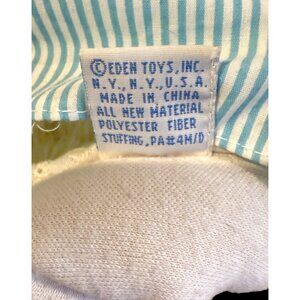 ©EDEN TOYS, INC.
N.Y., N.Y., U.S.A.
MADE IN CHINA
ALL NEW MATERIAL
POLYESTER FIBER
STUFFING, PA#4M/D